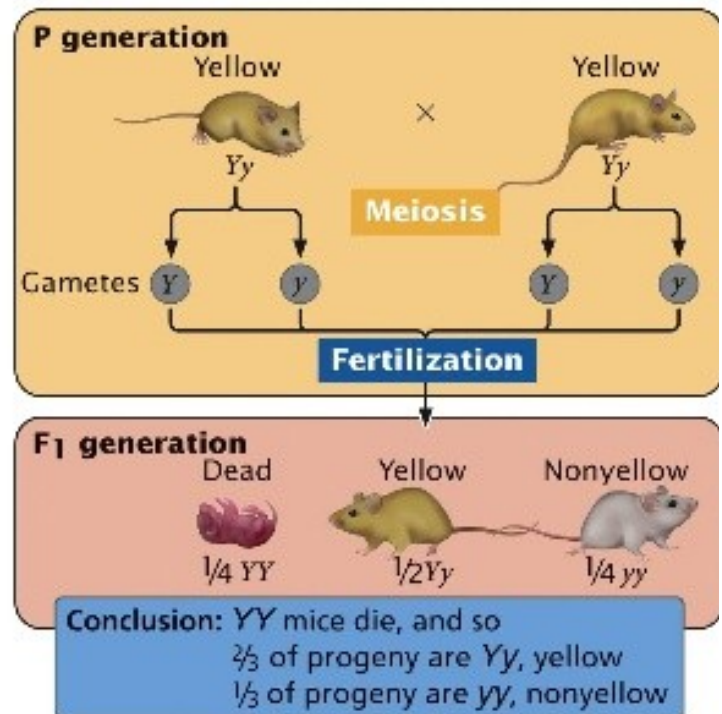 P generation
Yellow Yellow
×
Yy Yy
Meiosis
Gametes Y y Y y
Fertilization
F1 generation
Dead Yellow Nonyellow
1/4 YY 1/2Yy 1/4 yy
Conclusion: YY mice die, and so
2/3 of progeny are Yy, yellow
1/3 of progeny are yy, nonyellow